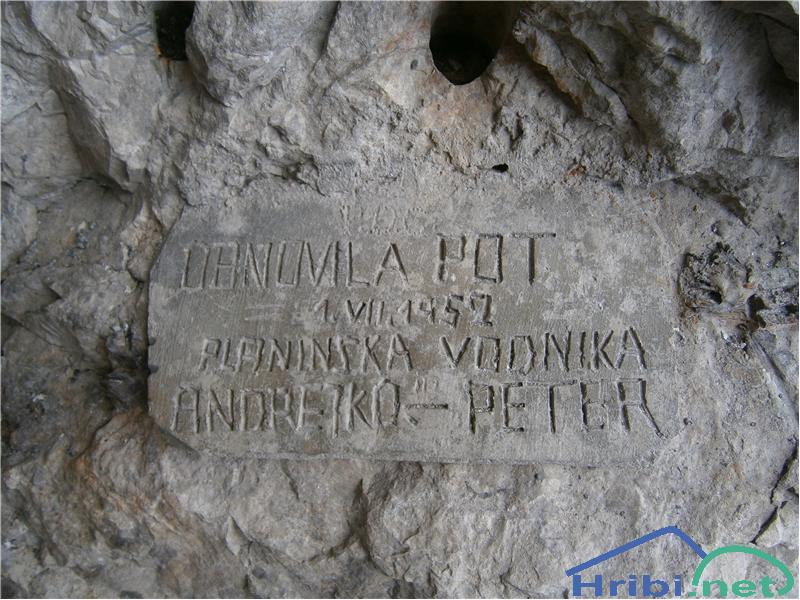 OBNOVILA POT
1. VII. 1952
PLANINSKA VODNIKA
ANDREJKO – PETER
Hribi.net